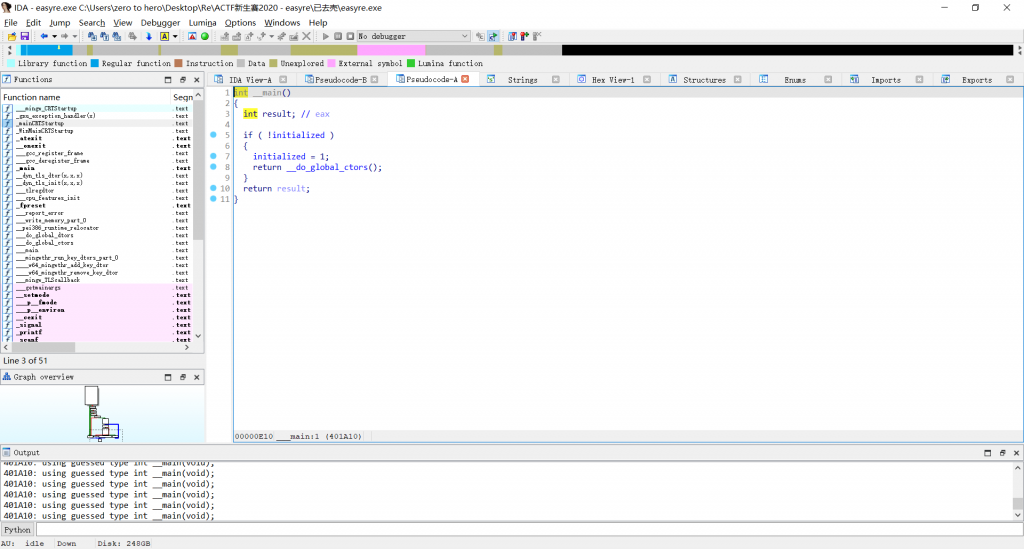 IDA - easyre.exe C:\Users\zero to hero\Desktop\Re\ACTF新生赛2020 - easyre\已去壳\easyre.exe
File Edit Jump Search View Debugger Lumina Options Windows Help
No debugger
Library function Regular function Instruction Data Unexplored External symbol Lumina function
Functions
IDA View-A Pseudocode-B Pseudocode-A Strings Hex View-1 Structures Enums Imports Exports
Function name Segn
___mingw_CRTStartup .text
_gnu_exception_handler(x) .text
_mainCRTStartup .text
_WinMainCRTStartup .text
_atexit .text
__onexit .text
___gcc_register_frame .text
___gcc_deregister_frame .text
_main .text
__dyn_tls_dtor(x,x,x) .text
__dyn_tls_init(x,x,x) .text
___tlregdtor .text
___cpu_features_init .text
_fpreset .text
___report_error .text
___write_memory_part_0 .text
__pei386_runtime_relocator .text
___do_global_dtors .text
___do_global_ctors .text
___main .text
___mingwthr_run_key_dtors_part_0 .text
____w64_mingwthr_add_key_dtor .text
____w64_mingwthr_remove_key_dtor .text
___mingw_TLScallback .text
___getmainargs .text
__setmode .text
___p__fmode .text
___p__environ .text
__cexit .text
_signal .text
_printf .text
_scanf .text
Line 3 of 51
Graph overview
1 int __main()
2 {
3 int result; // eax
4
5 if ( !initialized )
6 {
7 initialized = 1;
8 return __do_global_ctors();
9 }
10 return result;
11 }
00000E10 ___main:1 (401A10)
Output
401A10: using guessed type int __main(void);
401A10: using guessed type int __main(void);
401A10: using guessed type int __main(void);
401A10: using guessed type int __main(void);
401A10: using guessed type int __main(void);
401A10: using guessed type int __main(void);
Python
AU: idle Down Disk: 248GB